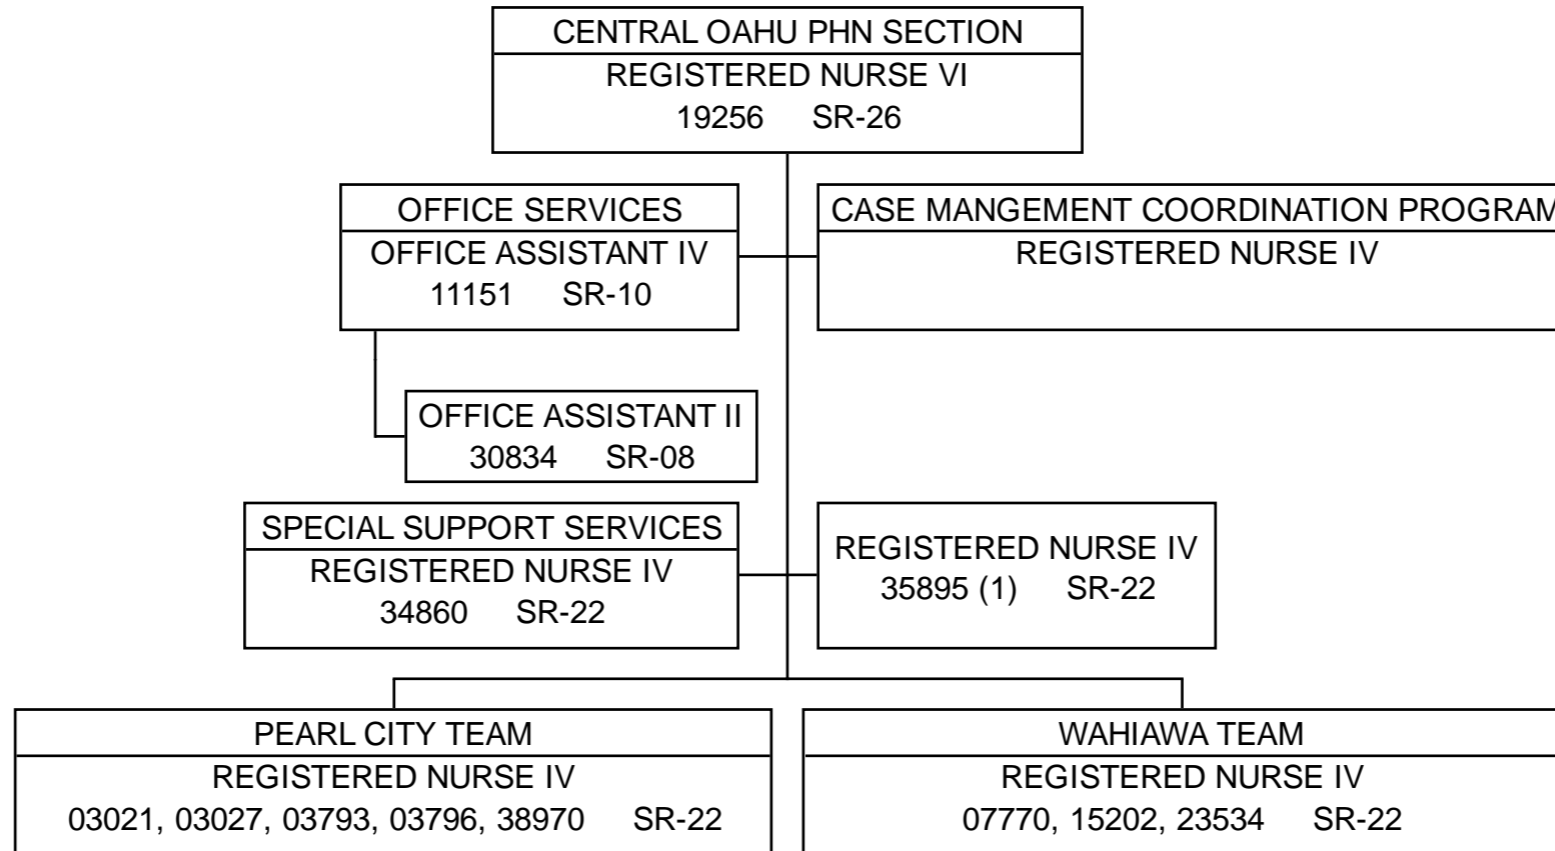 CENTRAL OAHU PHN SECTION
REGISTERED NURSE VI
19256 SR-26
OFFICE SERVICES
OFFICE ASSISTANT IV
11151 SR-10
CASE MANGEMENT COORDINATION PROGRAM
REGISTERED NURSE IV
OFFICE ASSISTANT II
30834 SR-08
SPECIAL SUPPORT SERVICES
REGISTERED NURSE IV
34860 SR-22
REGISTERED NURSE IV
35895 (1) SR-22
PEARL CITY TEAM
REGISTERED NURSE IV
03021, 03027, 03793, 03796, 38970 SR-22
WAHIAWA TEAM
REGISTERED NURSE IV
07770, 15202, 23534 SR-22